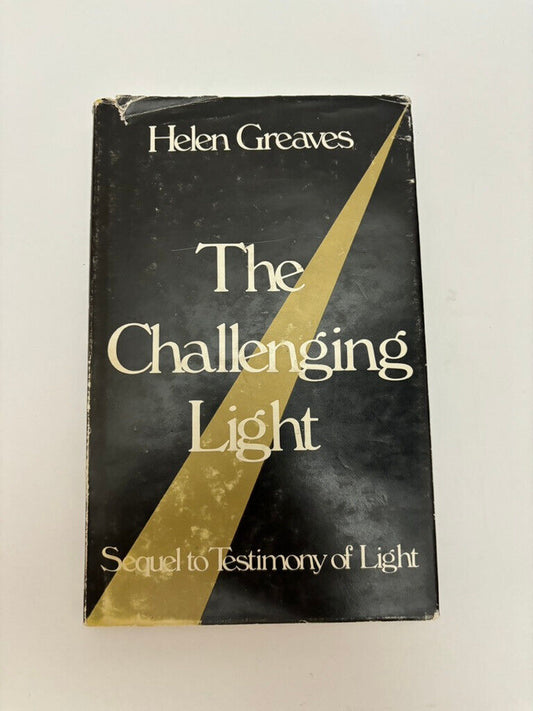 Helen Greaves
The
Challenging
Light
Sequel to Testimony of Light